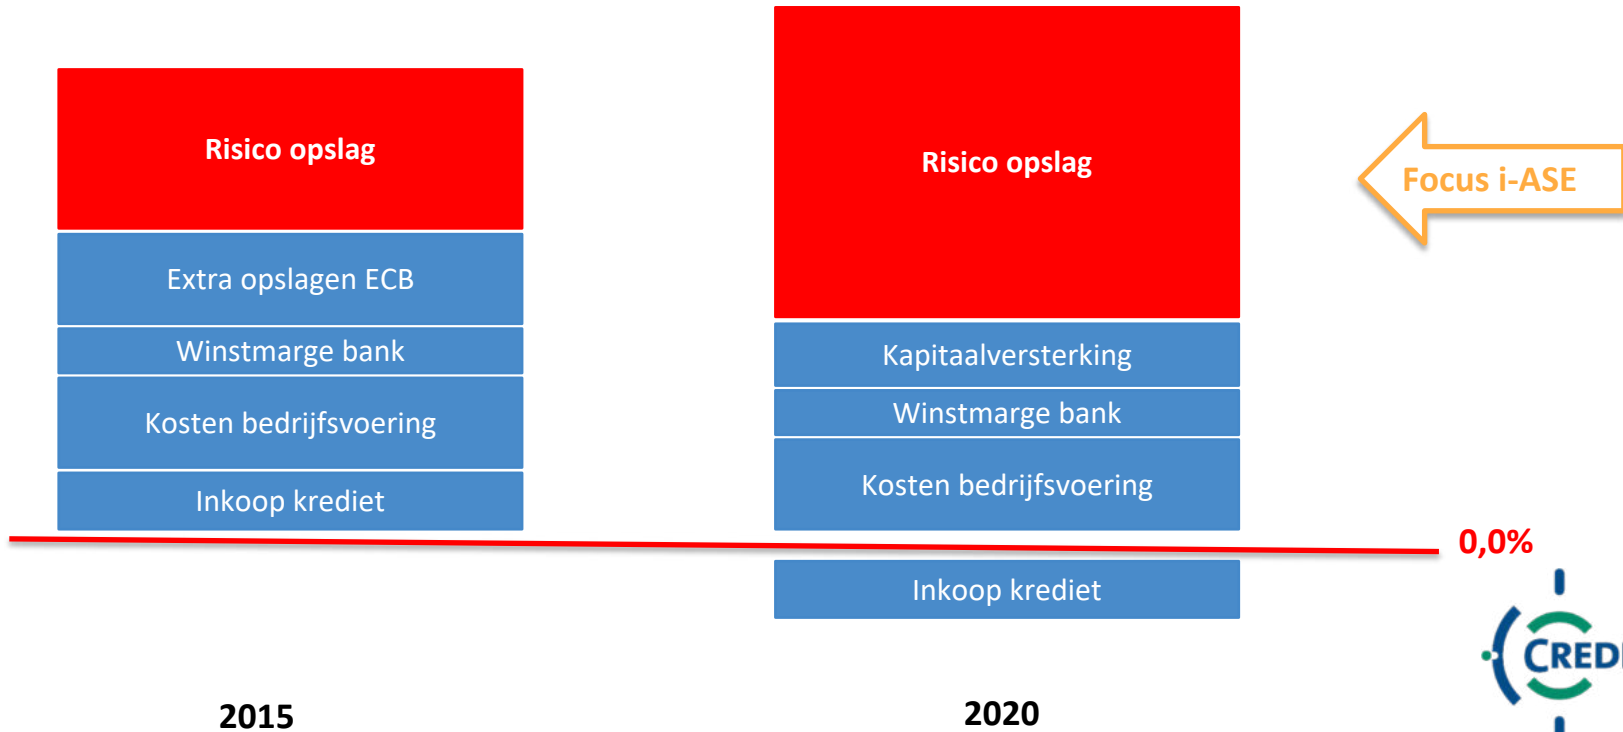 Risico opslag
Extra opslagen ECB
Winstmarge bank
Kosten bedrijfsvoering
Inkoop krediet
2015
Risico opslag
Kapitaalversterking
Winstmarge bank
Kosten bedrijfsvoering
Inkoop krediet
2020
Focus i-ASE
0,0%
CRED